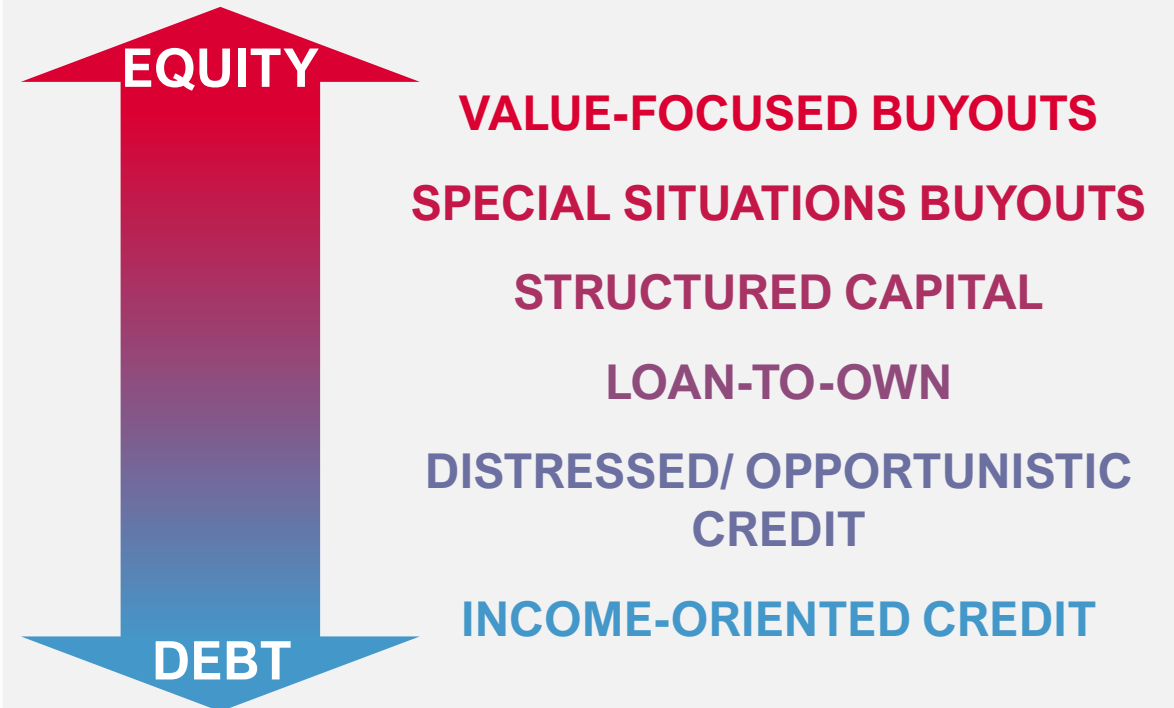 EQUITY
VALUE-FOCUSED BUYOUTS
SPECIAL SITUATIONS BUYOUTS
STRUCTURED CAPITAL
LOAN-TO-OWN
DISTRESSED/ OPPORTUNISTIC
CREDIT
INCOME-ORIENTED CREDIT
DEBT